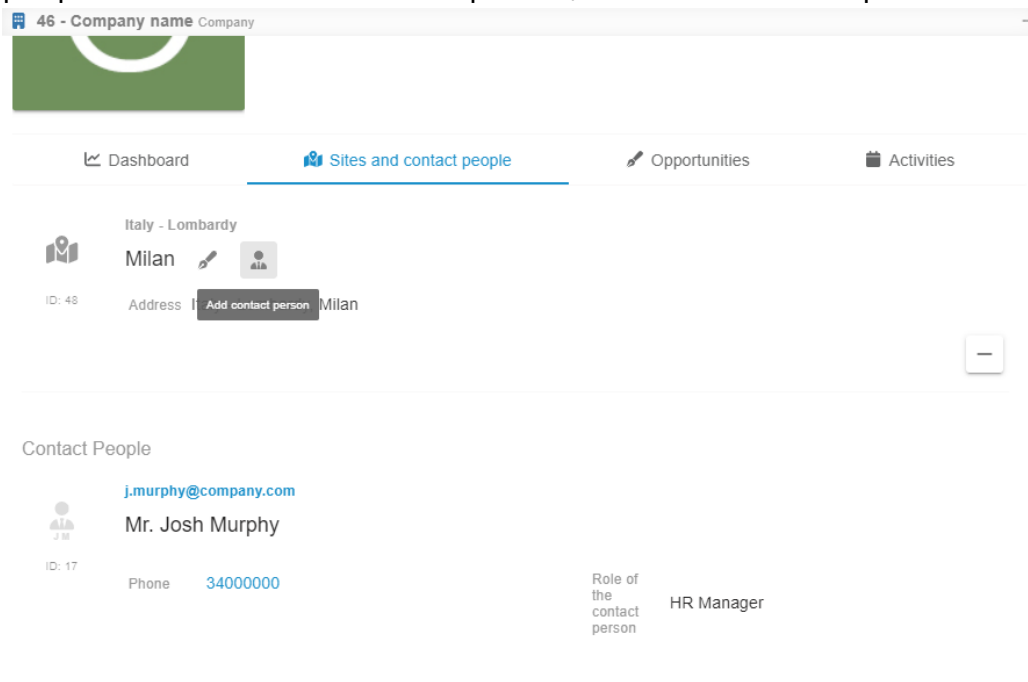 46 - Company name Company
Dashboard
Sites and contact people
Opportunities
Activities
Italy - Lombardy
Milan
ID: 48
Address Milan
Add contact person
Contact People
j.murphy@company.com
Mr. Josh Murphy
J M
ID: 17
Phone 34000000
Role of
the
contact
person
HR Manager